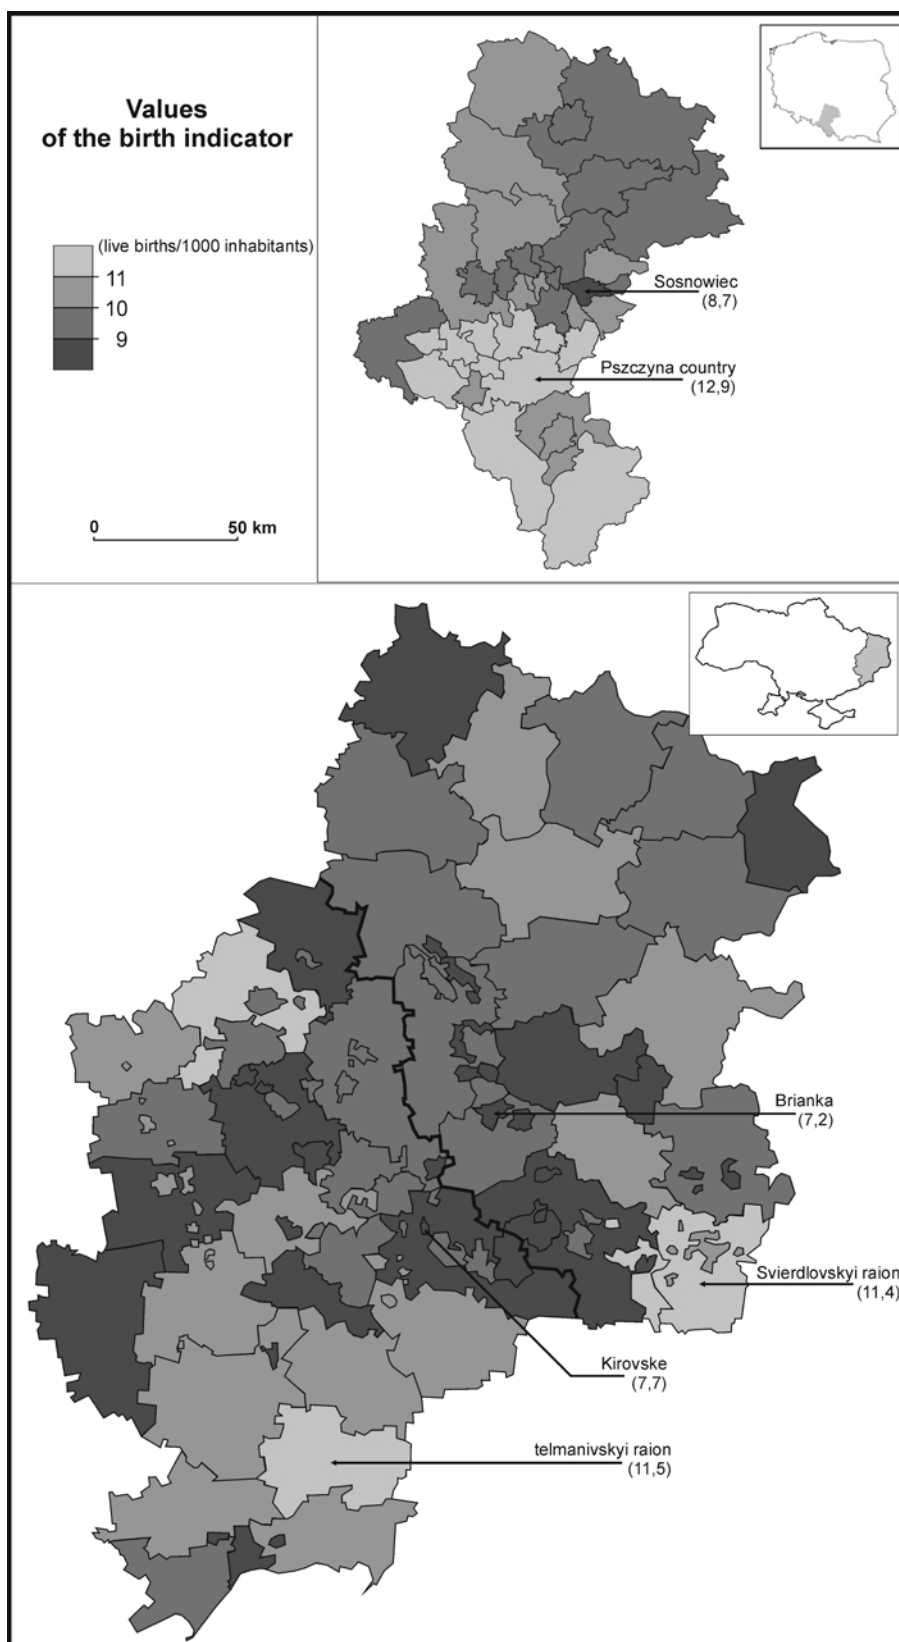 Values
of the birth indicator
(live births/1000 inhabitants)
11
10
9
0 50 km
Sosnowiec
(8,7)
Pszczyna country
(12,9)
Brianka
(7,2)
Svierdlovskyi raion
(11,4)
Kirovske
(7,7)
telmanivskyi raion
(11,5)